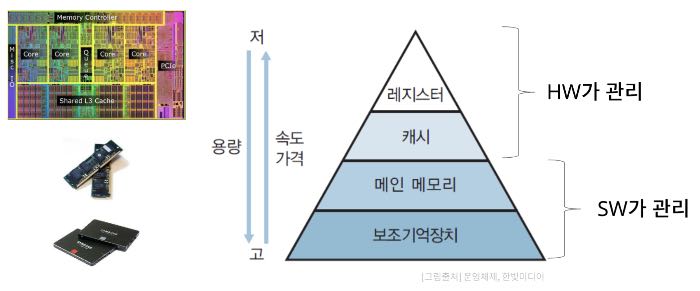 Memory Controller
Misc IO
Core
Core
Queue
Core
Core
PCIe
Shared L3 Cache
저
용량
속도
가격
고
레지스터
캐시
메인 메모리
보조기억장치
HW가 관리
SW가 관리
[그림출처] 운영체제, 한빛미디어